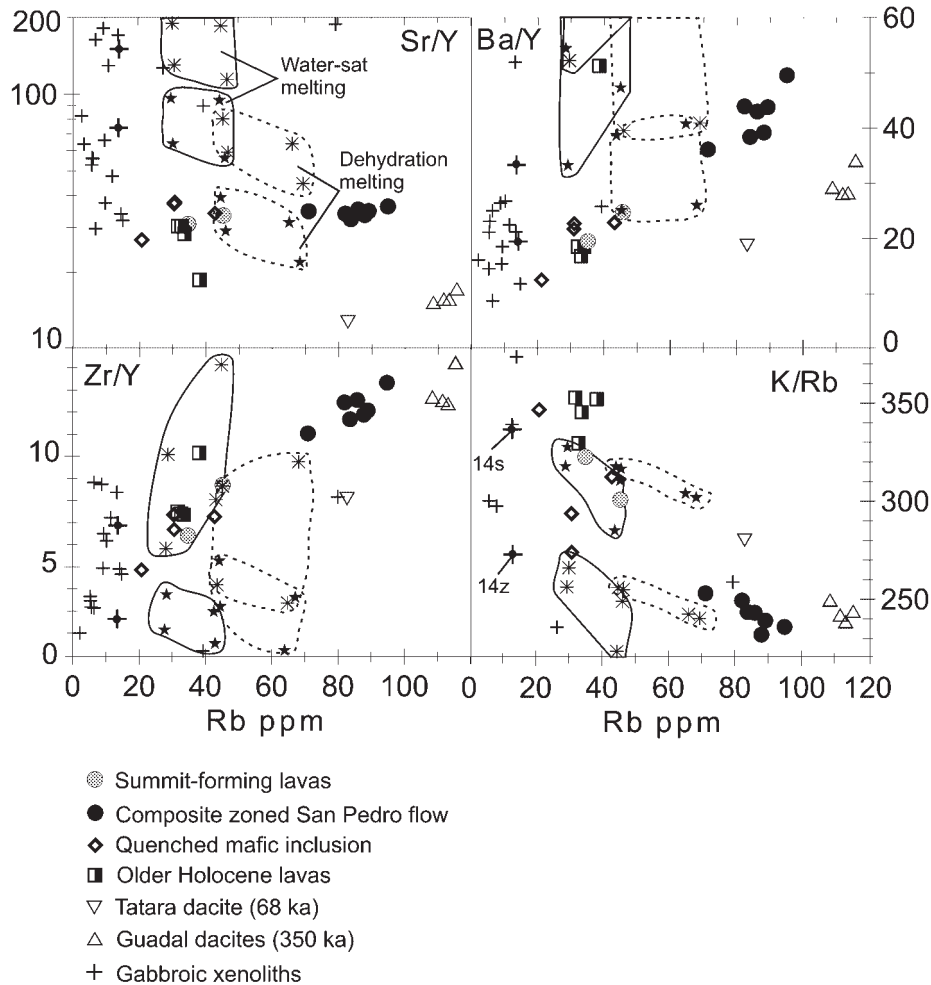 200
Sr/Y
Ba/Y
60
Water-sat
melting
100
40
Dehydration
melting
20
10
0
Zr/Y
K/Rb
350
10
14s
300
5
14z
250
0
0 20 40 60 80 100 0 20 40 60 80 100 120
Rb ppm Rb ppm
Summit-forming lavas
Composite zoned San Pedro flow
Quenched mafic inclusion
Older Holocene lavas
Tatara dacite (68 ka)
Guadal dacites (350 ka)
Gabbroic xenoliths